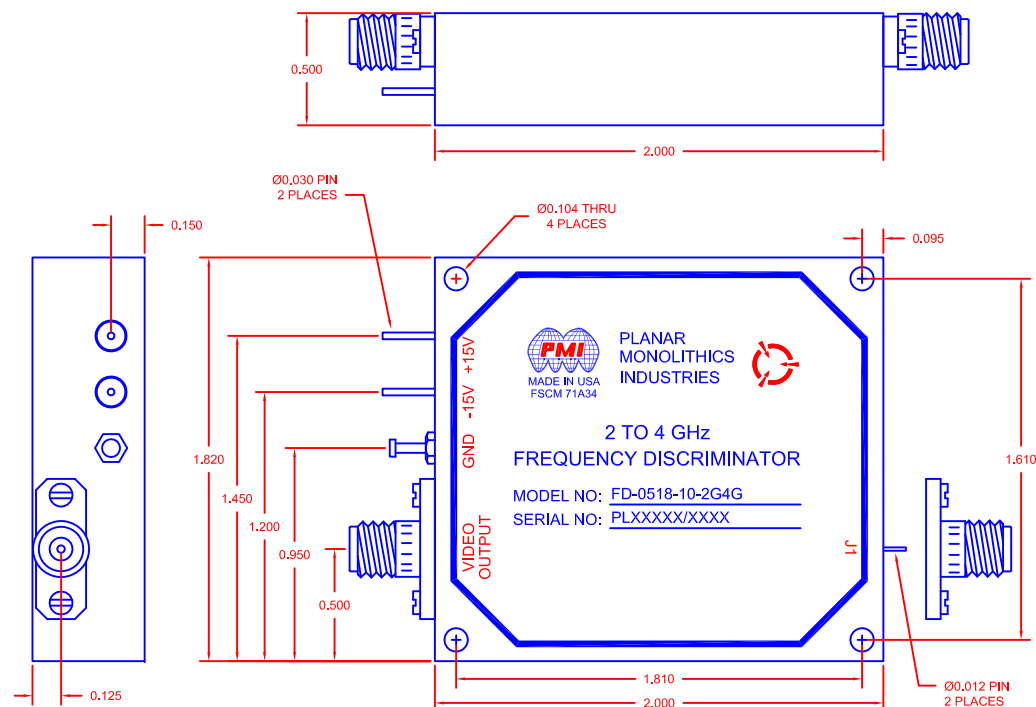 0.500
2.000
Ø0.030 PIN
2 PLACES
Ø0.104 THRU
4 PLACES
0.150
0.095
PMI
MADE IN USA
FSCM 71A34
PLANAR
MONOLITHICS
INDUSTRIES
+15V
-15V
GND
VIDEO
OUTPUT
2 TO 4 GHz
FREQUENCY DISCRIMINATOR
MODEL NO: FD-0518-10-2G4G
SERIAL NO: PLXXXXX/XXXX
J1
1.820
1.450
1.200
0.950
0.500
1.610
0.125
1.810
2.000
Ø0.012 PIN
2 PLACES